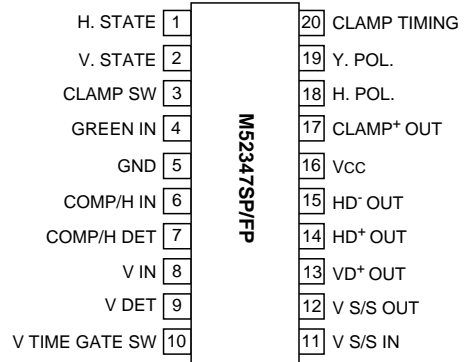 H. STATE 1
V. STATE 2
CLAMP SW 3
GREEN IN 4
GND 5
COMP/H IN 6
COMP/H DET 7
V IN 8
V DET 9
V TIME GATE SW 10
M52347SP/FP
20 CLAMP TIMING
19 Y. POL.
18 H. POL.
17 CLAMP+ OUT
16 VCC
15 HD- OUT
14 HD+ OUT
13 VD+ OUT
12 V S/S OUT
11 V S/S IN